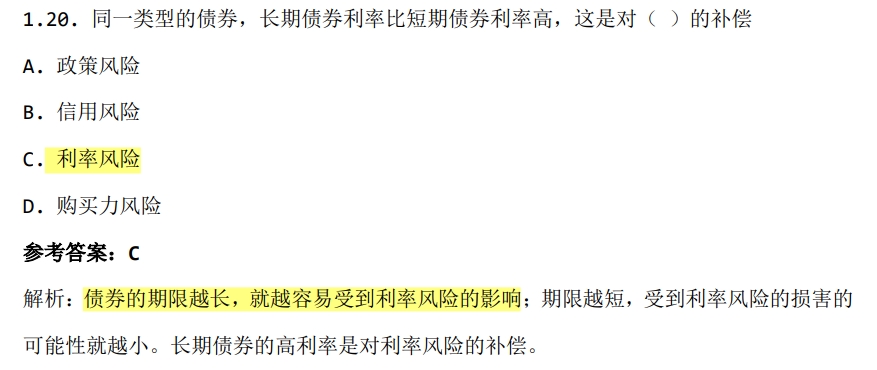 1.20. 同一类型的债券，长期债券利率比短期债券利率高，这是对（ ）的补偿
A. 政策风险
B. 信用风险
C. 利率风险
D. 购买力风险
参考答案：C
解析：债券的期限越长，就越容易受到利率风险的影响；期限越短，受到利率风险的损害的
可能性就越小。长期债券的高利率是对利率风险的补偿。